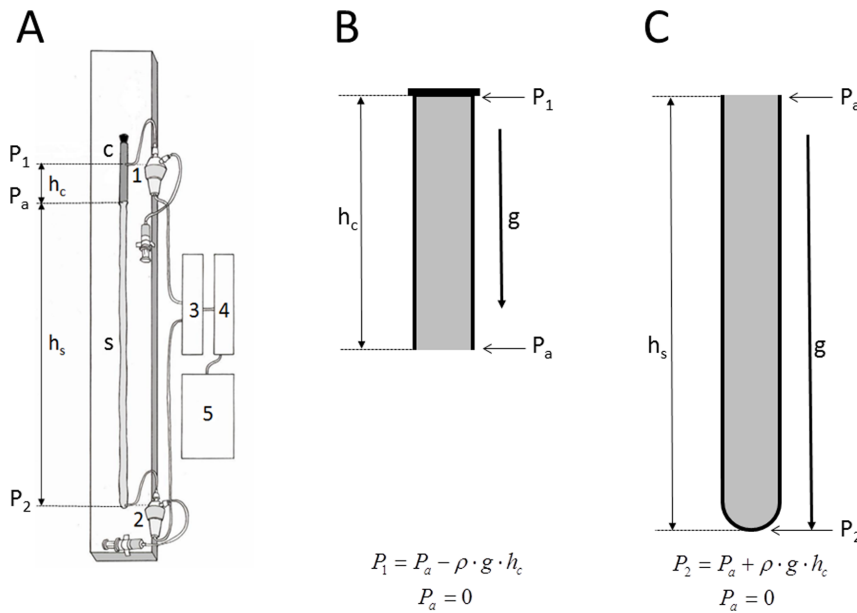 A
B
C
P1
hc
Pa
hs
P2
c
s
1
2
3
4
5
P1
hc
g
Pa
P1 = Pa − ρ · g · hc
Pa = 0
Pa
hs
g
P2
P2 = Pa + ρ · g · hc
Pa = 0